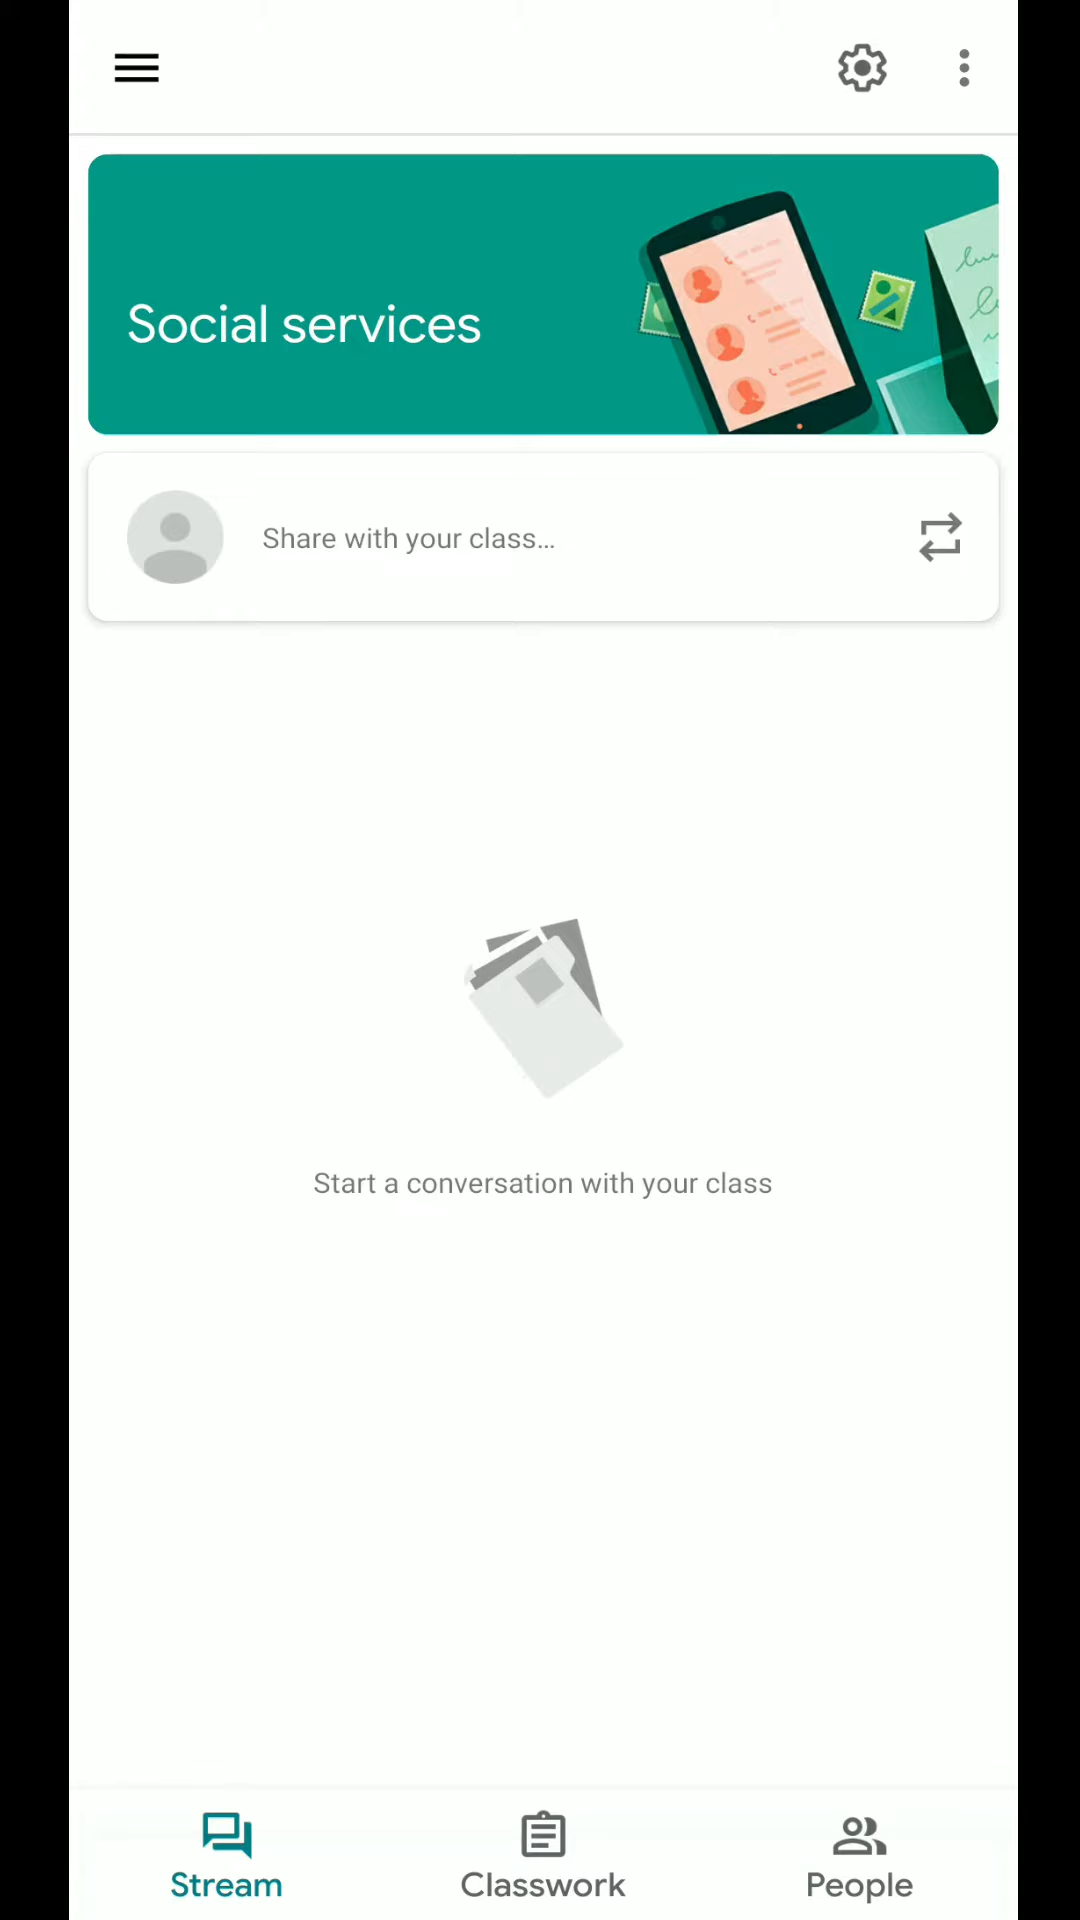 Social services
Share with your class...
Start a conversation with your class
Stream
Classwork
People